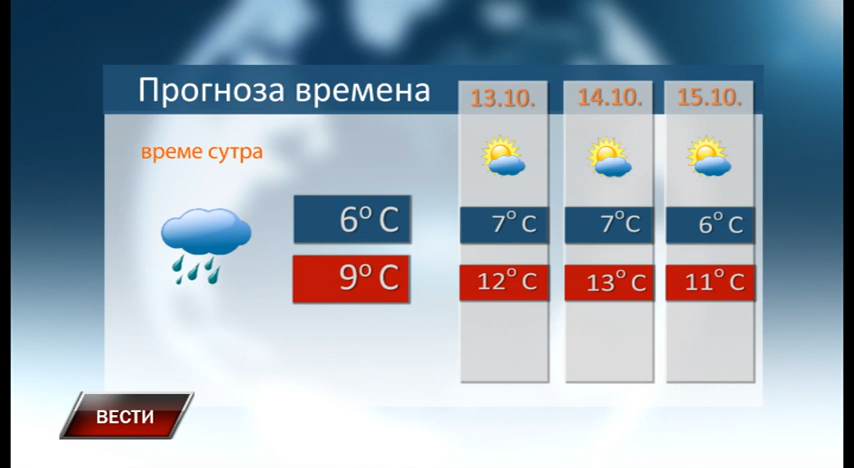 Прогноза времена
време сутра
6° C
9° C
13.10.
14.10.
15.10.
7° C
7°C
6° C
12° C
13° C
11° C
ВЕСТИ